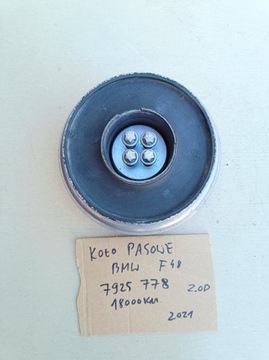 KOŁO PASOWE
BMW F48
7925 778 2.0D
18000KM.
2021